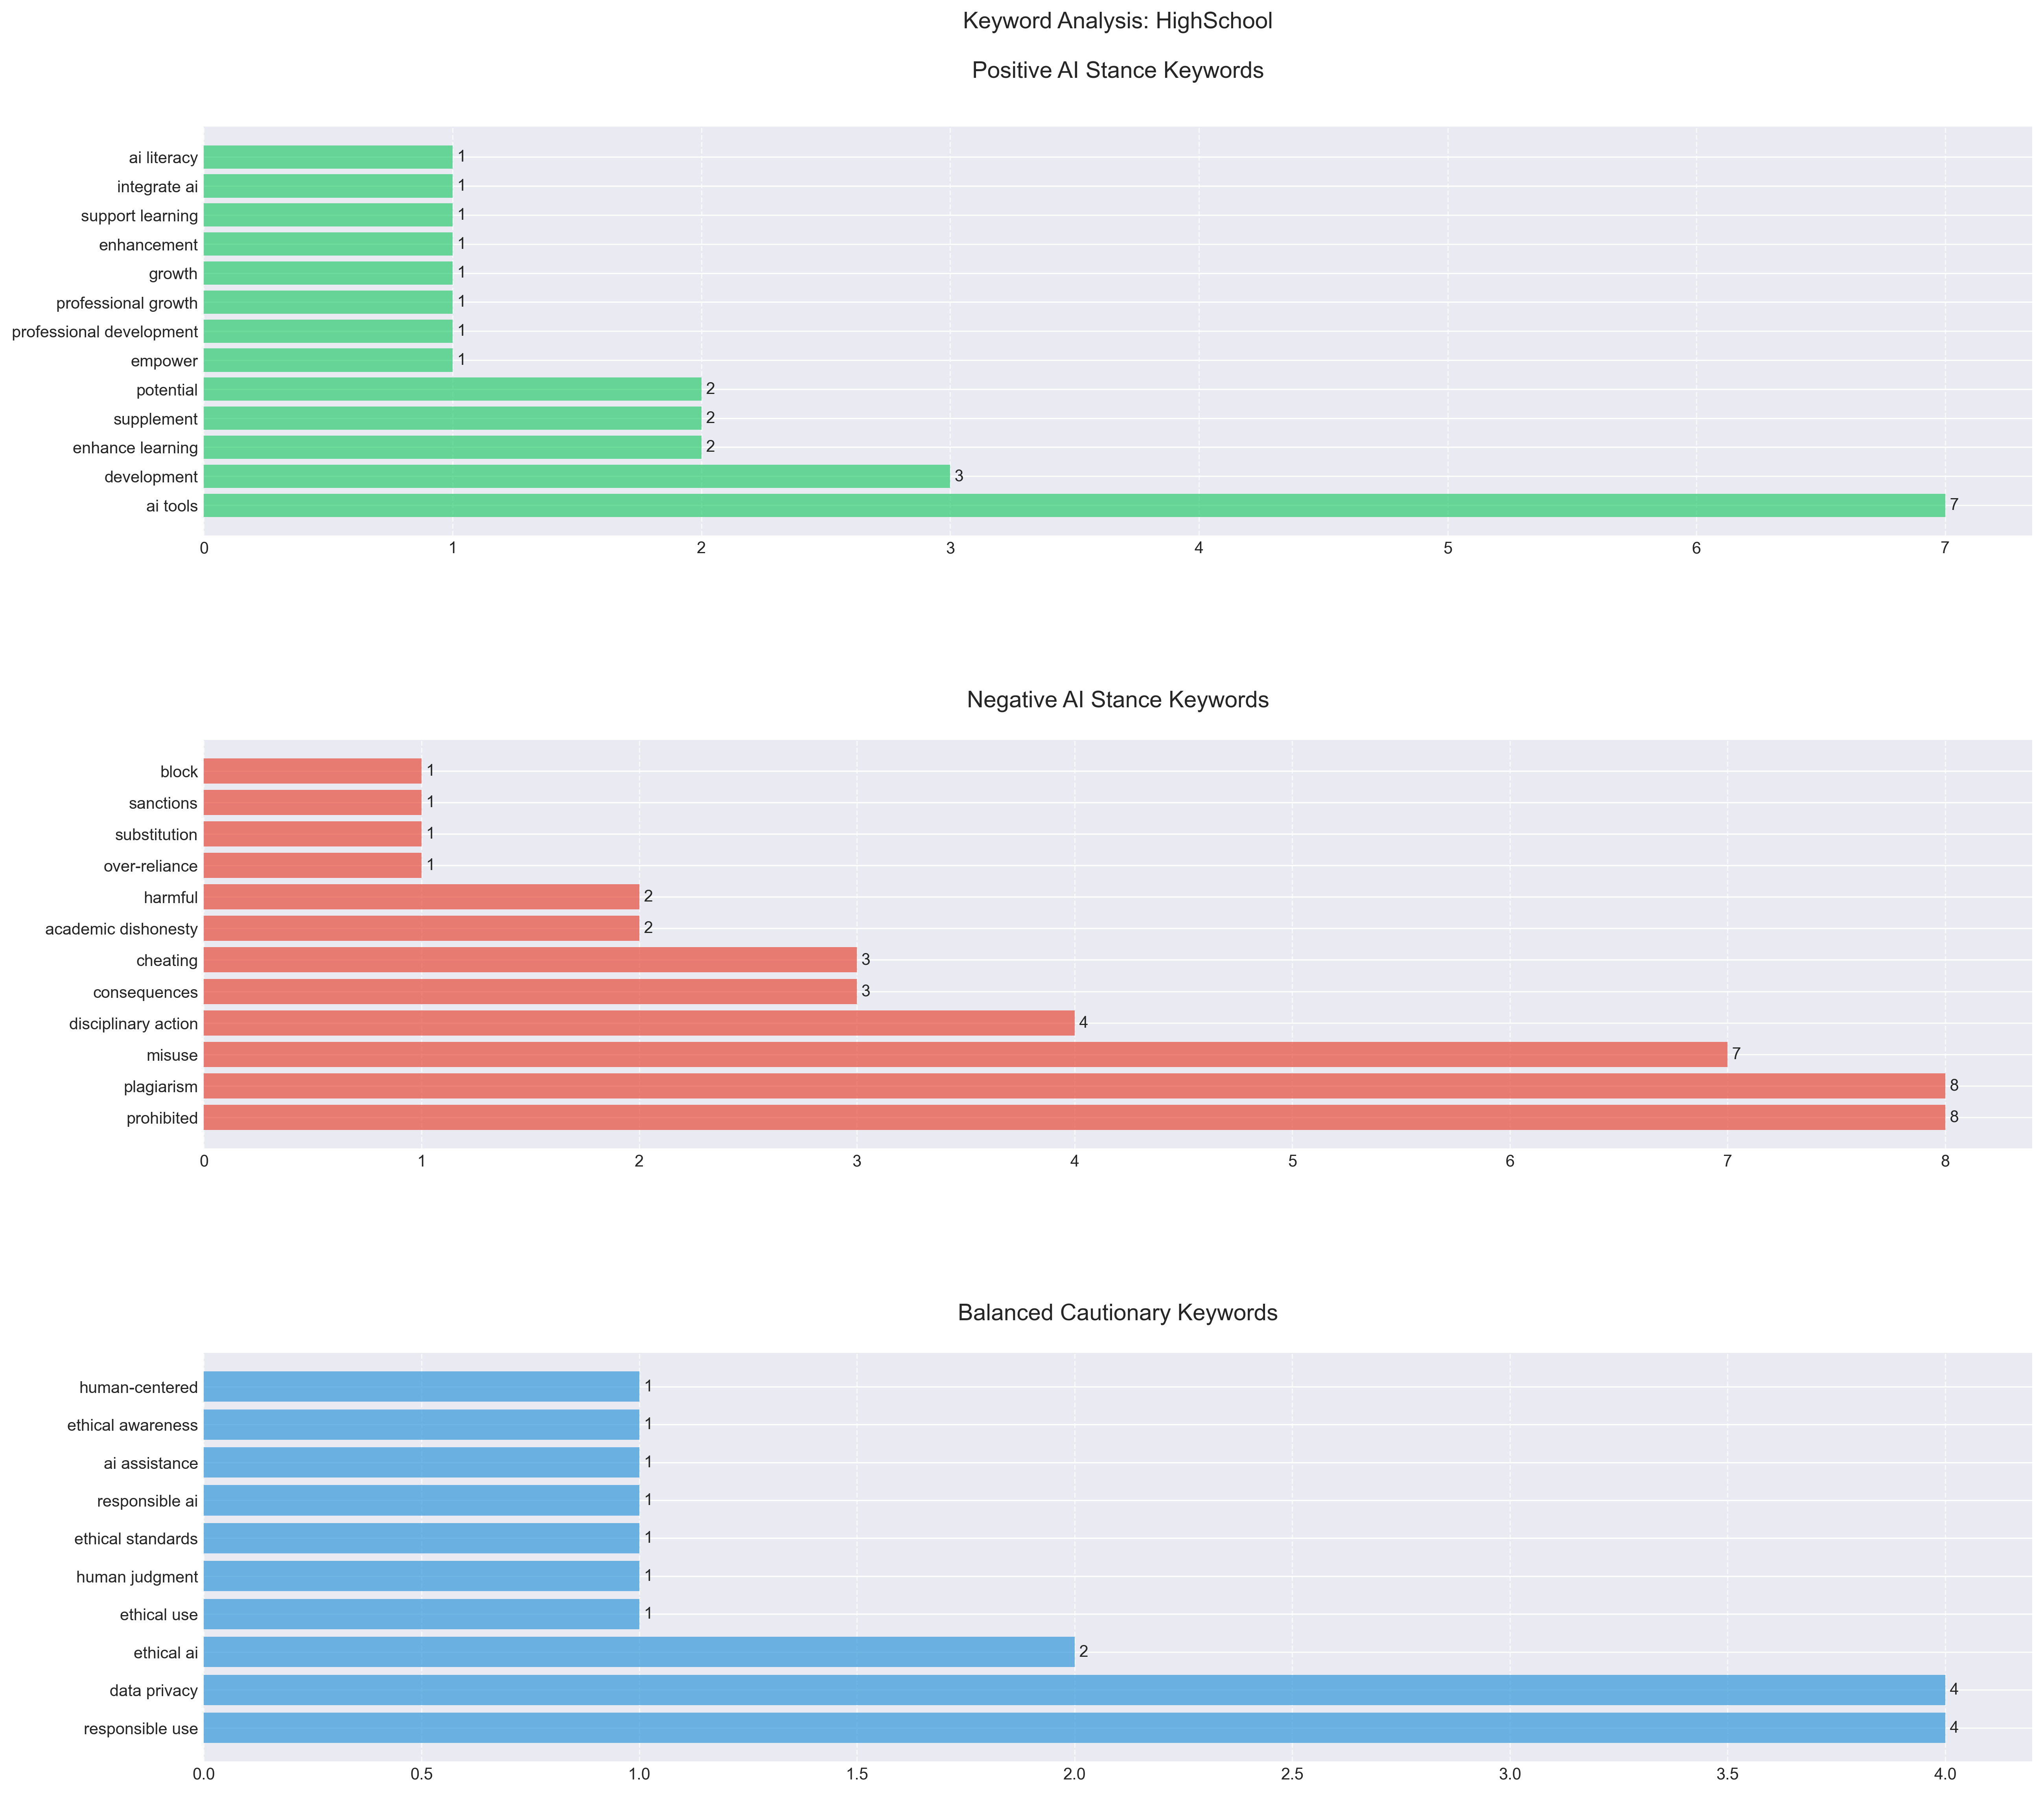 Keyword Analysis: HighSchool
Positive AI Stance Keywords
ai literacy 1
integrate ai 1
support learning 1
enhancement 1
growth 1
professional growth 1
professional development 1
empower 1
potential 2
supplement 2
enhance learning 2
development 3
ai tools 7
0 1 2 3 4 5 6 7
Negative AI Stance Keywords
block 1
sanctions 1
substitution 1
over-reliance 1
harmful 2
academic dishonesty 2
cheating 3
consequences 3
disciplinary action 4
misuse 7
plagiarism 8
prohibited 8
0 1 2 3 4 5 6 7 8
Balanced Cautionary Keywords
human-centered 1
ethical awareness 1
ai assistance 1
responsible ai 1
ethical standards 1
human judgment 1
ethical use 1
ethical ai 2
data privacy 4
responsible use 4
0.0 0.5 1.0 1.5 2.0 2.5 3.0 3.5 4.0